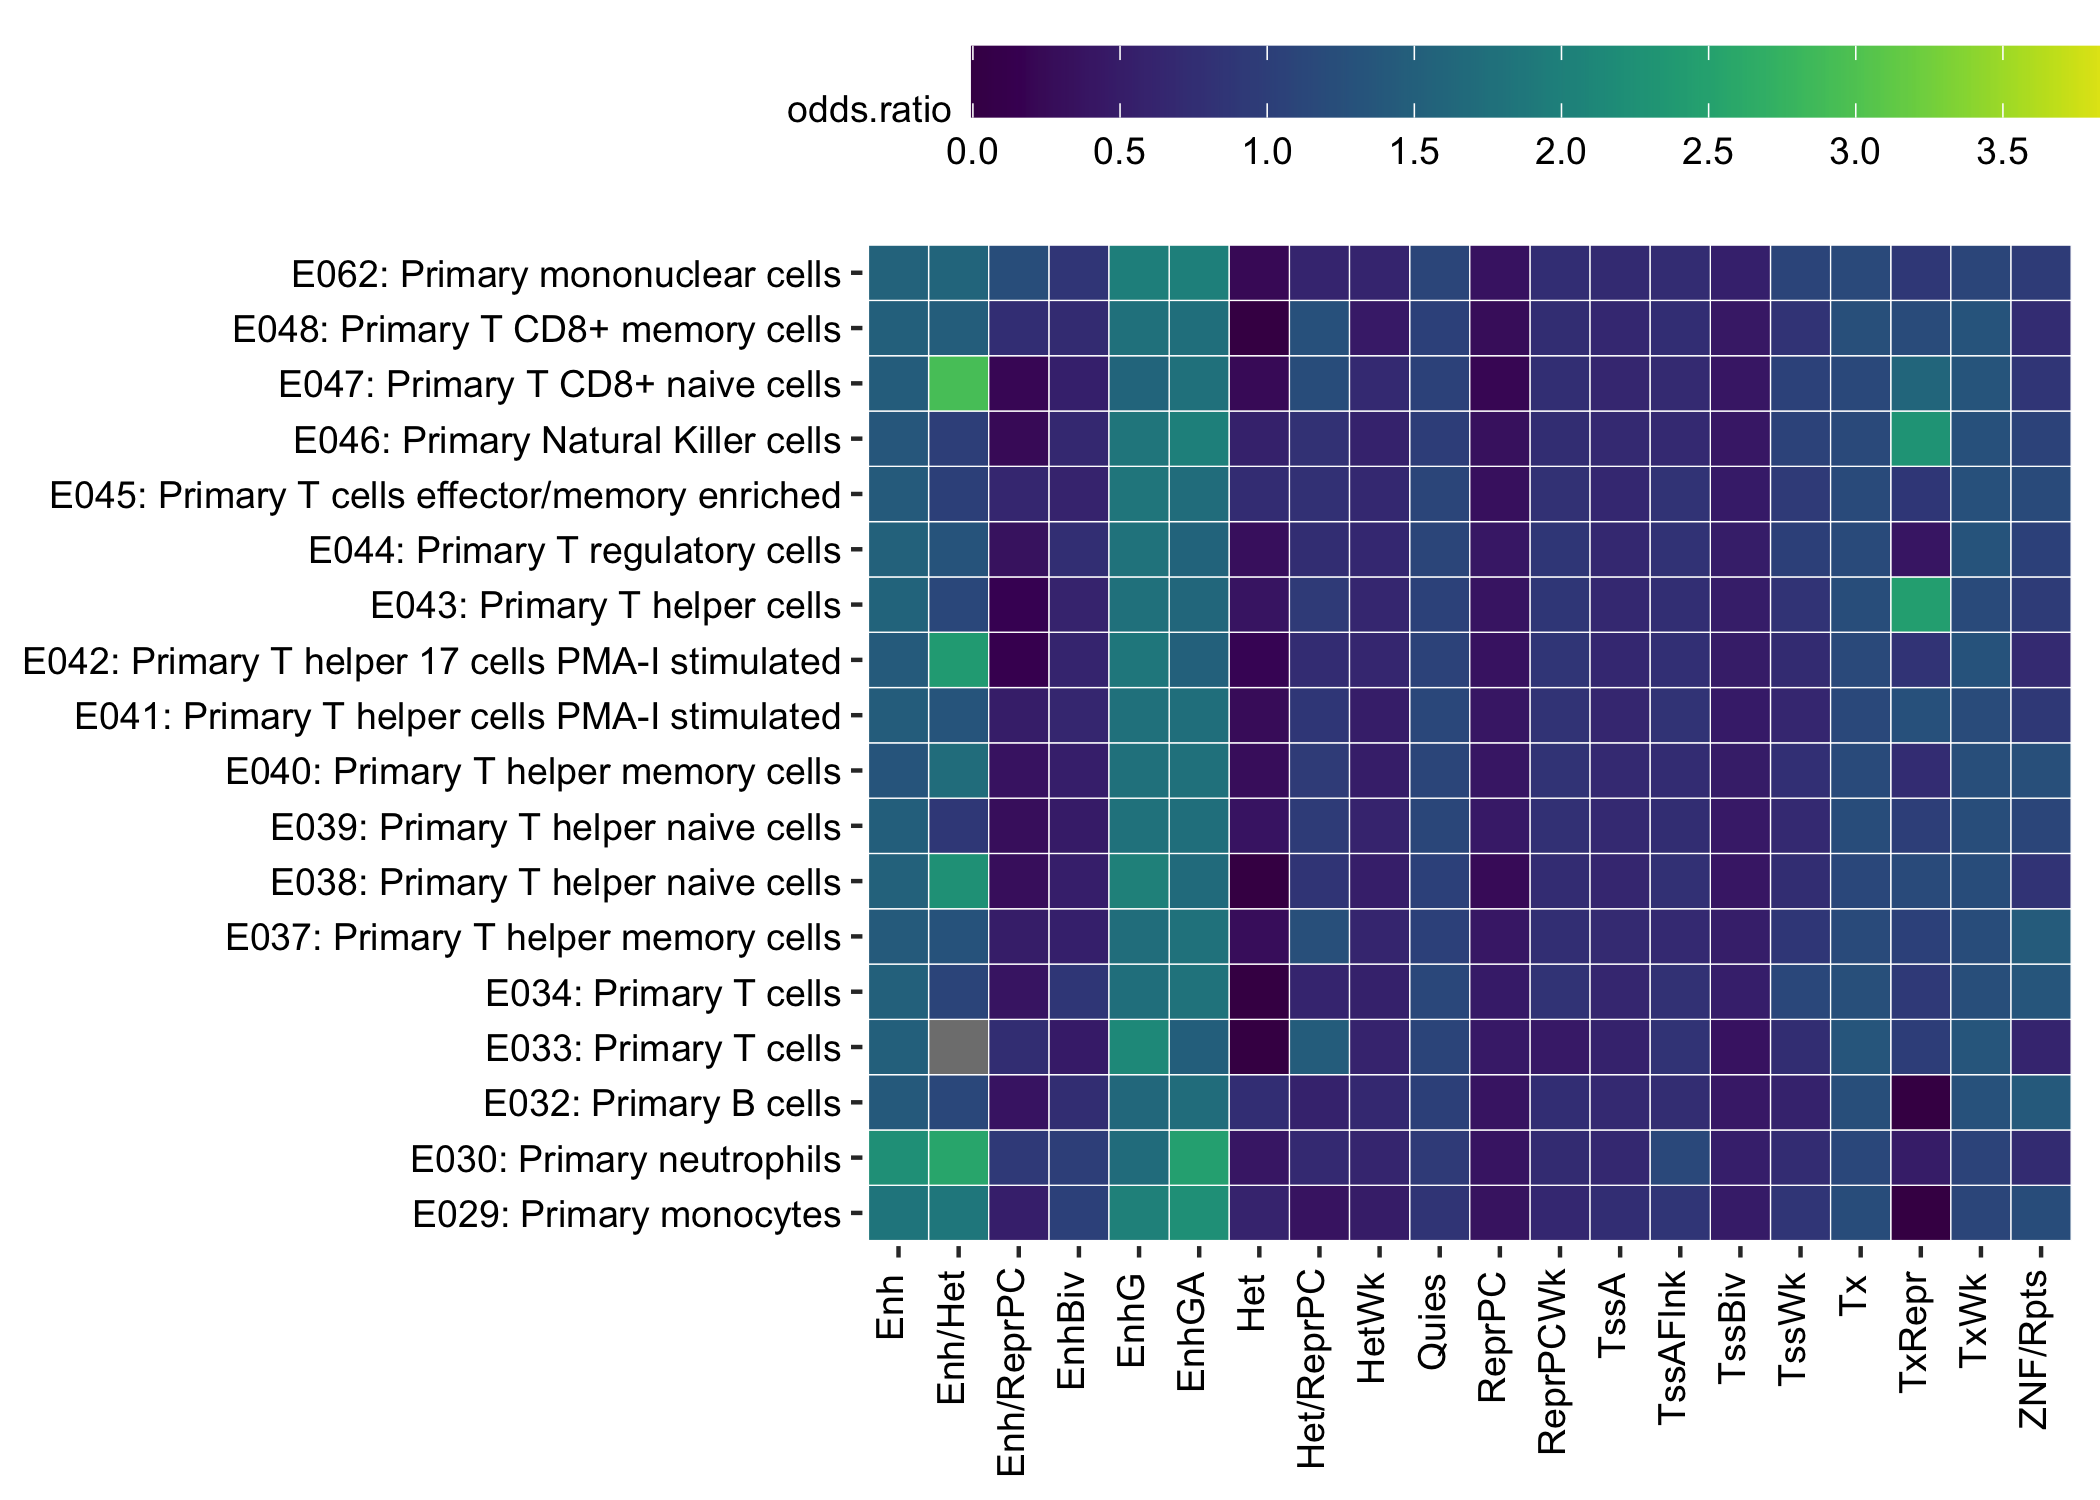 odds.ratio
0.0 0.5 1.0 1.5 2.0 2.5 3.0 3.5
E062: Primary mononuclear cells
E048: Primary T CD8+ memory cells
E047: Primary T CD8+ naive cells
E046: Primary Natural Killer cells
E045: Primary T cells effector/memory enriched
E044: Primary T regulatory cells
E043: Primary T helper cells
E042: Primary T helper 17 cells PMA-I stimulated
E041: Primary T helper cells PMA-I stimulated
E040: Primary T helper memory cells
E039: Primary T helper naive cells
E038: Primary T helper naive cells
E037: Primary T helper memory cells
E034: Primary T cells
E033: Primary T cells
E032: Primary B cells
E030: Primary neutrophils
E029: Primary monocytes
Enh
Enh/Het
Enh/ReprPC
EnhBiv
EnhG
EnhGA
Het
Het/ReprPC
HetWk
Quies
ReprPC
ReprPCWk
TssA
TssAFlnk
TssBiv
TssWk
Tx
TxRepr
TxWk
ZNF/Rpts